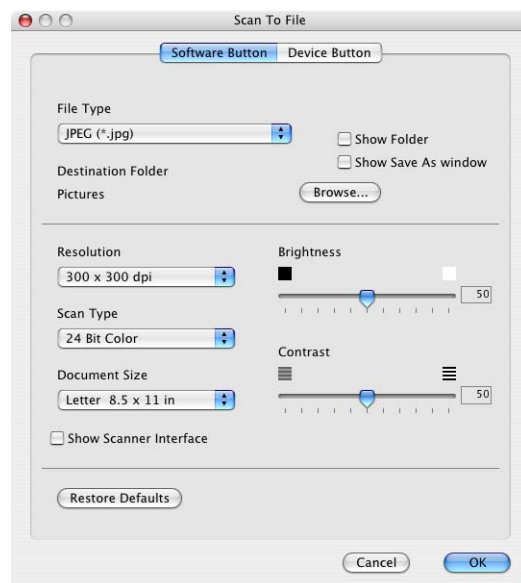 Scan To File
Software Button Device Button
File Type
JPEG (*.jpg)
Show Folder
Show Save As window
Destination Folder
Pictures
Browse...
Resolution
300 x 300 dpi
Scan Type
24 Bit Color
Document Size
Letter 8.5 x 11 in
Show Scanner Interface
Brightness
50
Contrast
50
Restore Defaults
Cancel OK